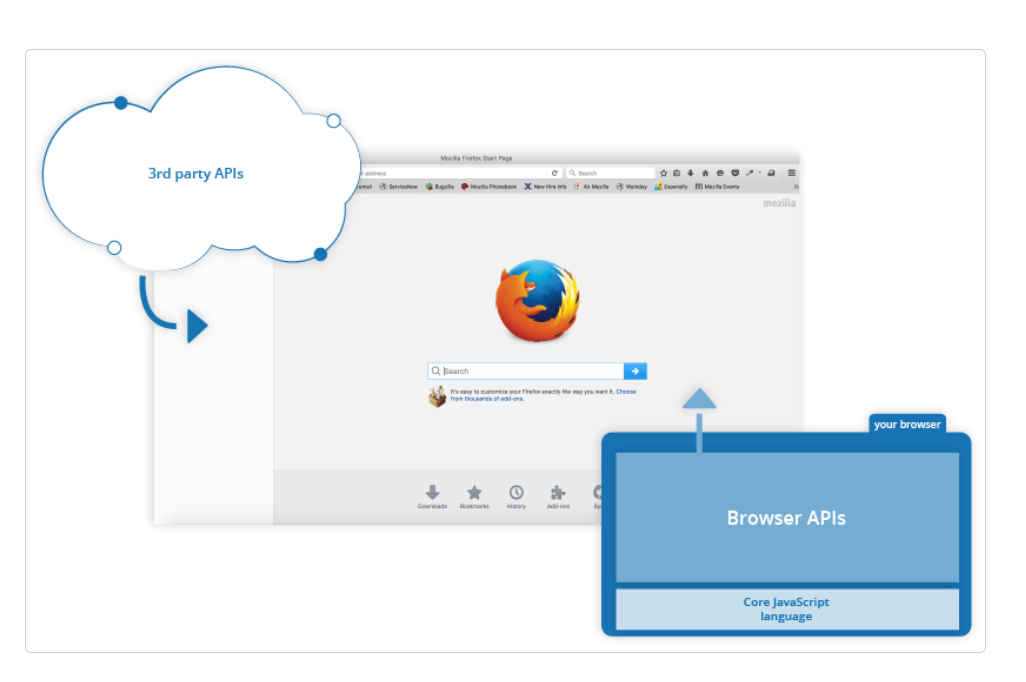 3rd party APIs
Mozilla Firefox Start Page
address
Search
ServiceNow
Bugzilla
Mozilla Phonebook
New Hire Info
Air Mozilla
Workday
Expensify
Mozilla Events
mozilla
Search
It's easy to customize your Firefox exactly the way you want it. Choose
from thousands of add-ons.
your browser
Browser APIs
Downloads
Bookmarks
History
Add-ons
Core JavaScript
language